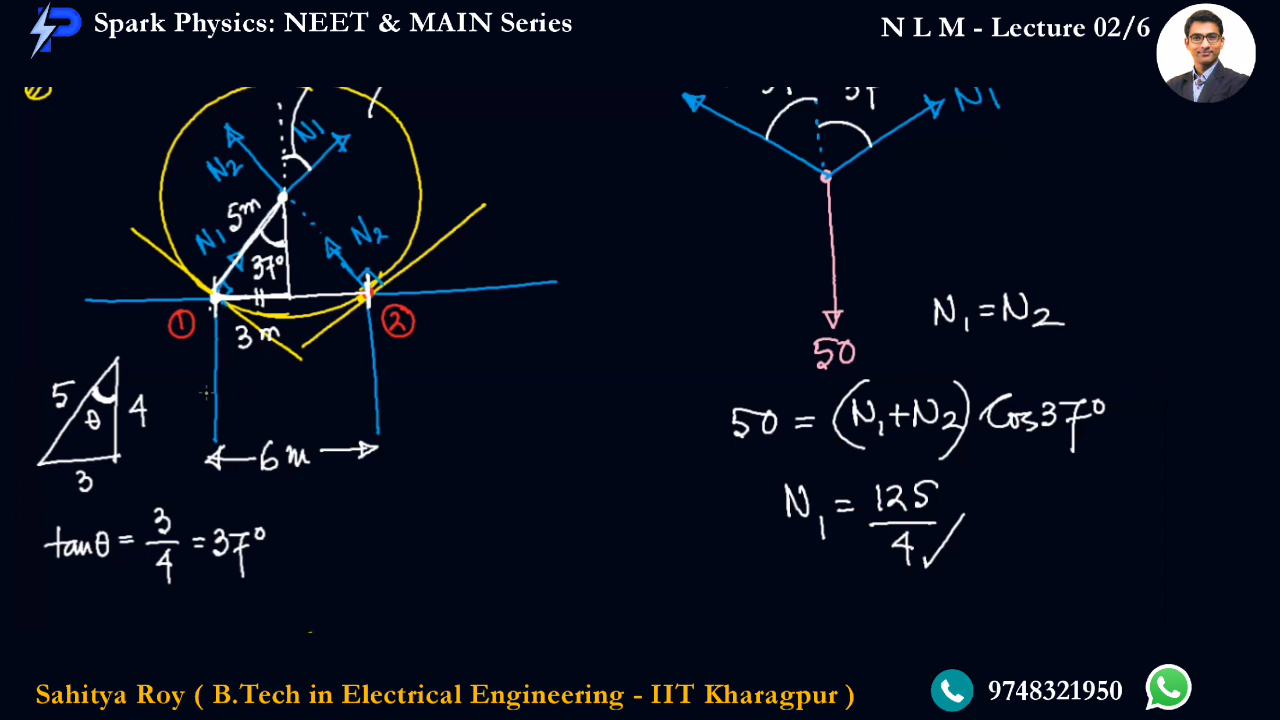 Spark Physics: NEET & MAIN Series
N L M - Lecture 02/6
N1
N2
5m
N1
N2
37°
① ②
3 m
5 θ 4
3
6 m
tanθ = 3/4 = 37°
N1
50
N₁ = N₂
50 = (N₁+N₂) Cos37°
N₁ = 125/4 ✓
Sahitya Roy ( B.Tech in Electrical Engineering - IIT Kharagpur )
9748321950